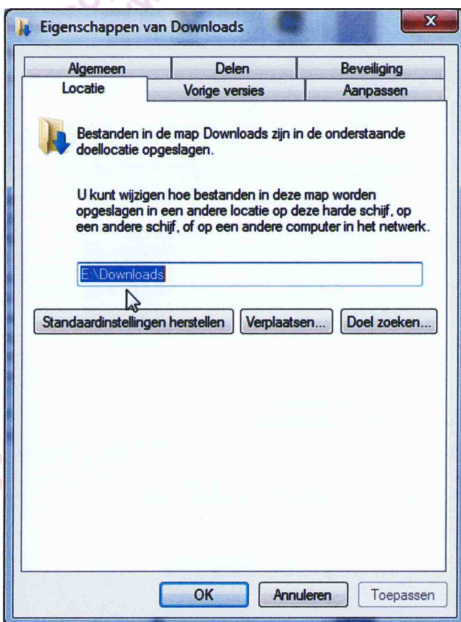 Eigenschappen van Downloads
Algemeen Delen Beveiliging
Locatie Vorige versies Aanpassen
Bestanden in de map Downloads zijn in de onderstaande
doellocatie opgeslagen.
U kunt wijzigen hoe bestanden in deze map worden
opgeslagen in een andere locatie op deze harde schijf, op
een andere schijf, of op een andere computer in het netwerk.
E:\Downloads
Standaardinstellingen herstellen Verplaatsen... Doel zoeken...
OK Annuleren Toepassen